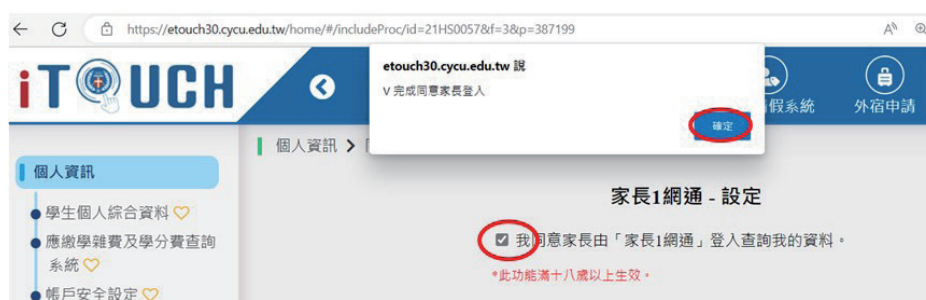 https://etouch30.cycu.edu.tw/home/#/includeProc/id=21HS0057&f=3&p=387199
iTOUCH
etouch30.cycu.edu.tw 說
V 完成同意家長登入
確定
假系統
外宿申請
個人資訊
個人資訊
學生個人綜合資料
應繳學雜費及學分費查詢
系統
帳戶安全設定
家長1網通 - 設定
我同意家長由「家長1網通」登入查詢我的資料。
*此功能滿十八歲以上生效。